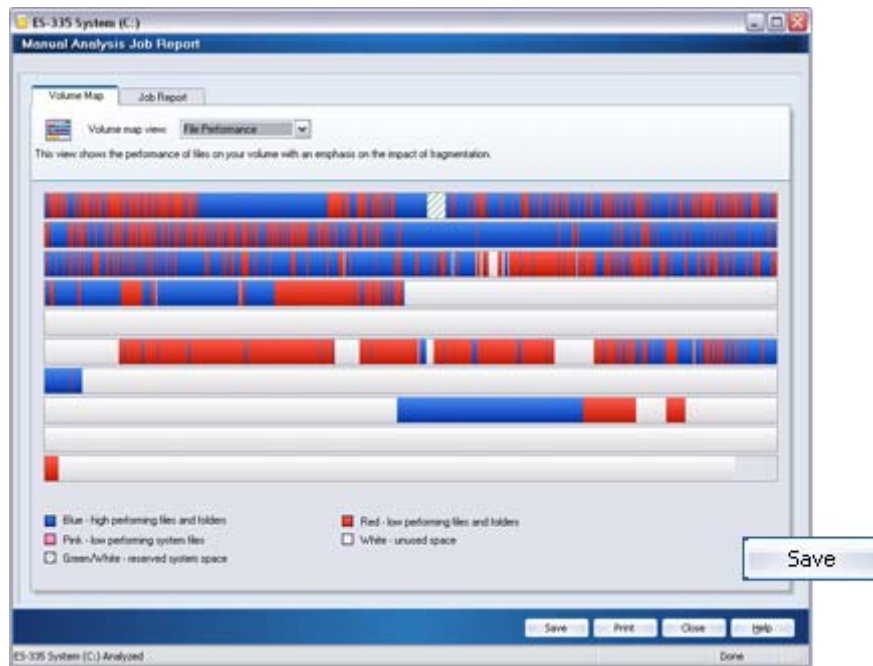 ES-335 System (C:)
Manual Analysis Job Report
Volume Map Job Report
Volume map view: File Performance
This view shows the performance of files on your volume with an emphasis on the impact of fragmentation.
Blue - high performing files and folders Red - low performing files and folders
Pink - low performing system files White - unused space
Green/White - reserved system space
Save
Save Print Close Help
ES-335 System (C:) Analyzed Done